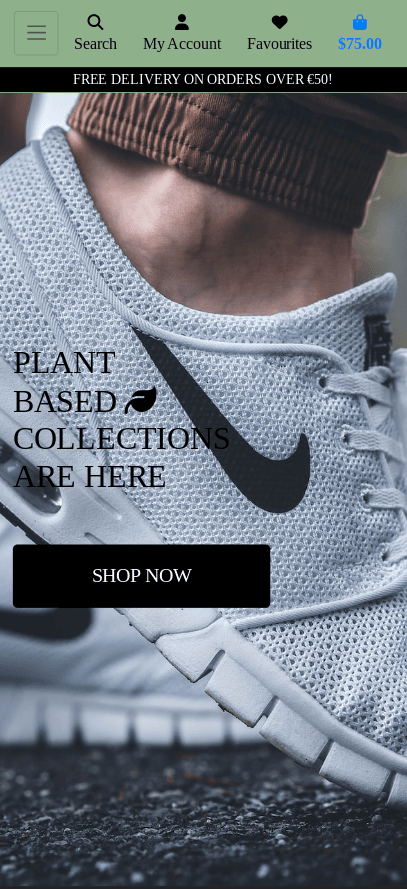 Search
My Account
Favourites
$75.00
FREE DELIVERY ON ORDERS OVER €50!
PLANT
BASED
COLLECTIONS
ARE HERE
SHOP NOW